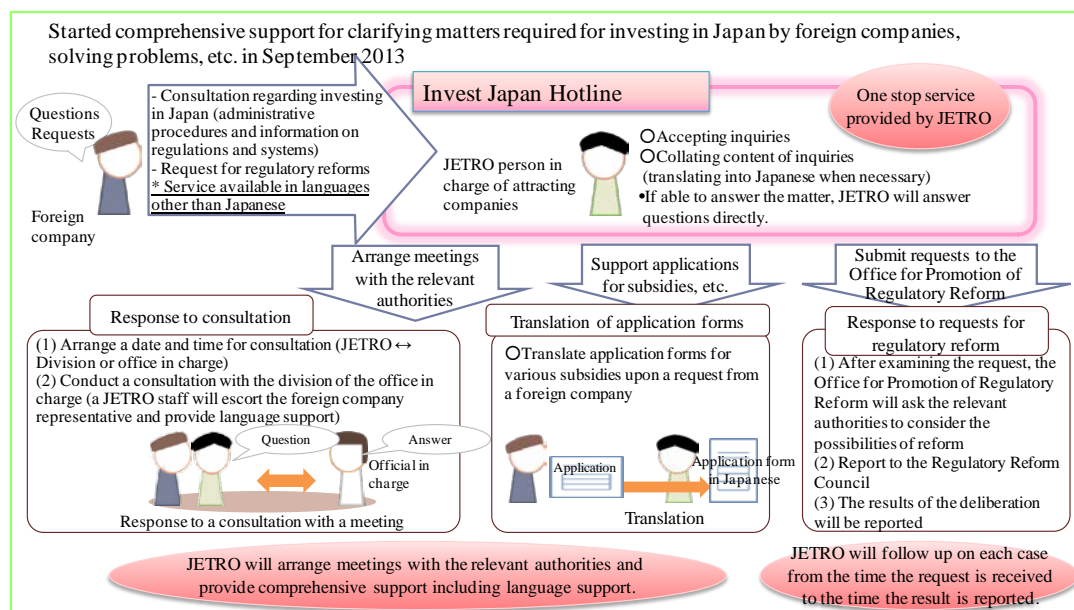 Started comprehensive support for clarifying matters required for investing in Japan by foreign companies,
solving problems, etc. in September 2013
Questions
Requests
Foreign
company
- Consultation regarding investing
in Japan (administrative
procedures and information on
regulations and systems)
- Request for regulatory reforms
* Service available in languages
other than Japanese
Invest Japan Hotline
One stop service
provided by JETRO
JETRO person in
charge of attracting
companies
○Accepting inquiries
○Collating content of inquiries
(translating into Japanese when necessary)
•If able to answer the matter, JETRO will answer
questions directly.
Arrange meetings
with the relevant
authorities
Support applications
for subsidies, etc.
Submit requests to the
Office for Promotion of
Regulatory Reform
Response to consultation
(1) Arrange a date and time for consultation (JETRO ↔
Division or office in charge)
(2) Conduct a consultation with the division of the office in
charge (a JETRO staff will escort the foreign company
representative and provide language support)
Question
Answer
Official in
charge
Response to a consultation with a meeting
Translation of application forms
○Translate application forms for
various subsidies upon a request from
a foreign company
Application
Application form
in Japanese
Translation
Response to requests for
regulatory reform
(1) After examining the request, the
Office for Promotion of Regulatory
Reform will ask the relevant
authorities to consider the
possibilities of reform
(2) Report to the Regulatory Reform
Council
(3) The results of the deliberation
will be reported
JETRO will arrange meetings with the relevant authorities and
provide comprehensive support including language support.
JETRO will follow up on each case
from the time the request is received
to the time the result is reported.